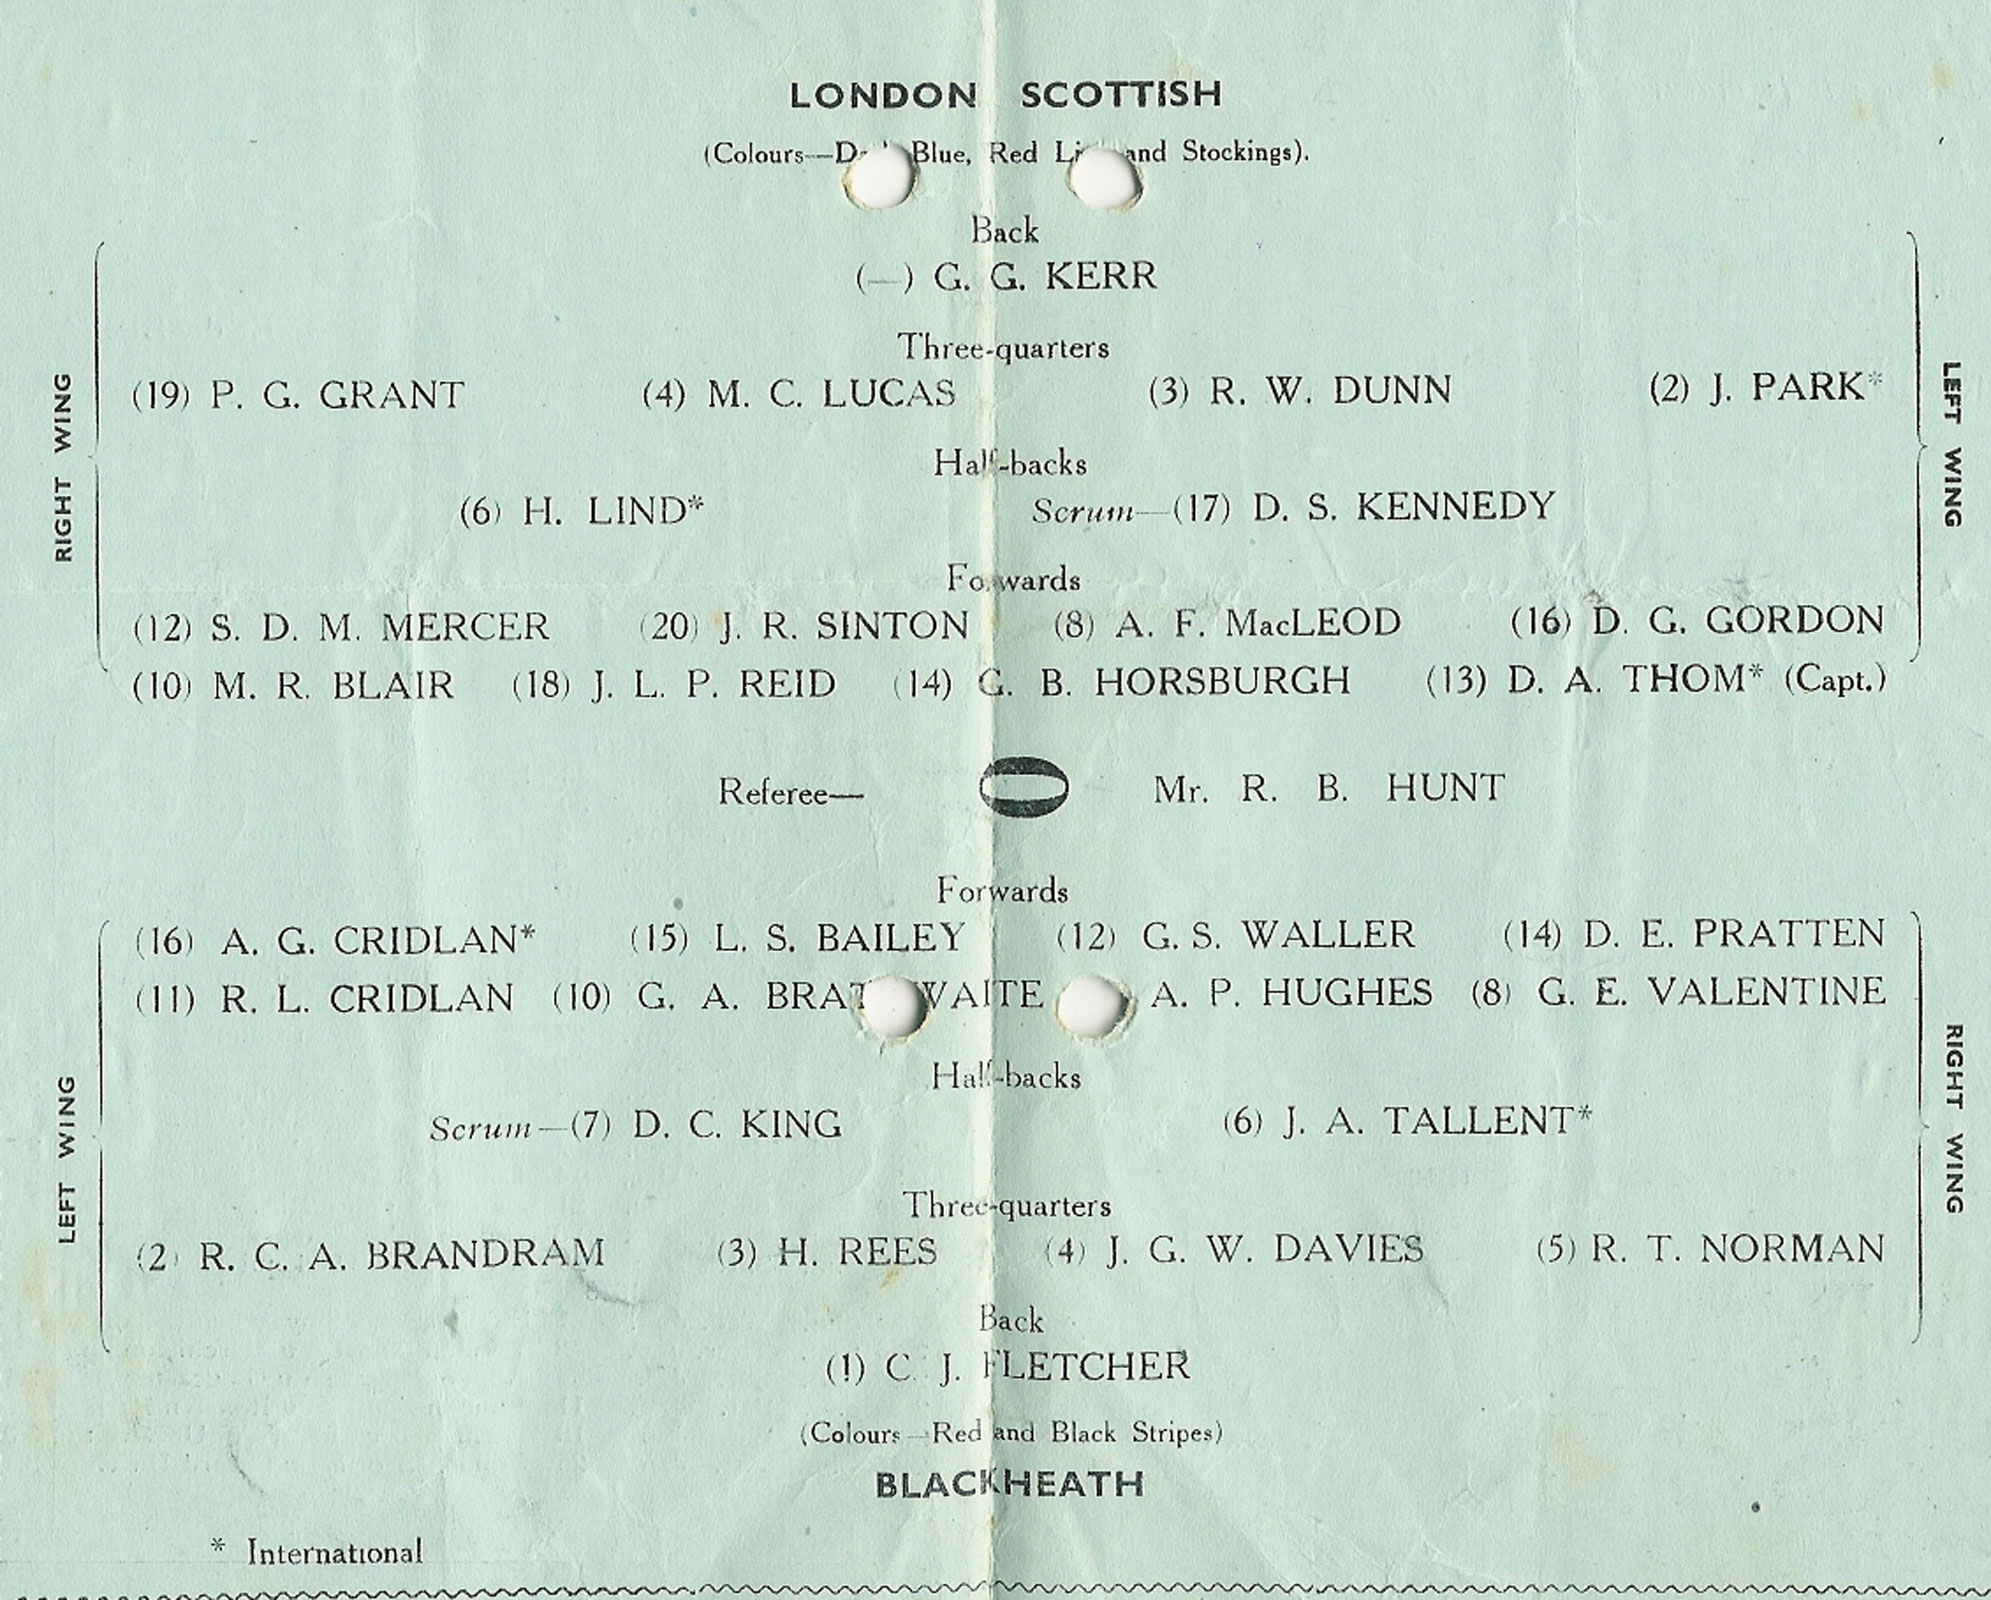 LONDON SCOTTISH
(Colours—Dark Blue, Red Lion and Stockings).
Back
(—) G. G. KERR
Three-quarters
(19) P. G. GRANT (4) M. C. LUCAS (3) R. W. DUNN (2) J. PARK*
Half-backs
(6) H. LIND* Scrum—(17) D. S. KENNEDY
Forwards
(12) S. D. M. MERCER (20) J. R. SINTON (8) A. F. MacLEOD (16) D. G. GORDON
(10) M. R. BLAIR (18) J. L. P. REID (14) G. B. HORSBURGH (13) D. A. THOM* (Capt.)
RIGHT WING
LEFT WING
Referee— Mr. R. B. HUNT
Forwards
(16) A. G. CRIDLAN* (15) L. S. BAILEY (12) G. S. WALLER (14) D. E. PRATTEN
(11) R. L. CRIDLAN (10) G. A. A. P. HUGHES (8) G. E. VALENTINE
Half-backs
Scrum—(7) D. C. KING (6) J. A. TALLENT*
Three-quarters
(2) R. C. A. BRANDRAM (3) H. REES (4) J. G. W. DAVIES (5) R. T. NORMAN
Back
(1) C. J. FLETCHER
LEFT WING
RIGHT WING
(Colours—Red and Black Stripes)
BLACKHEATH
* International